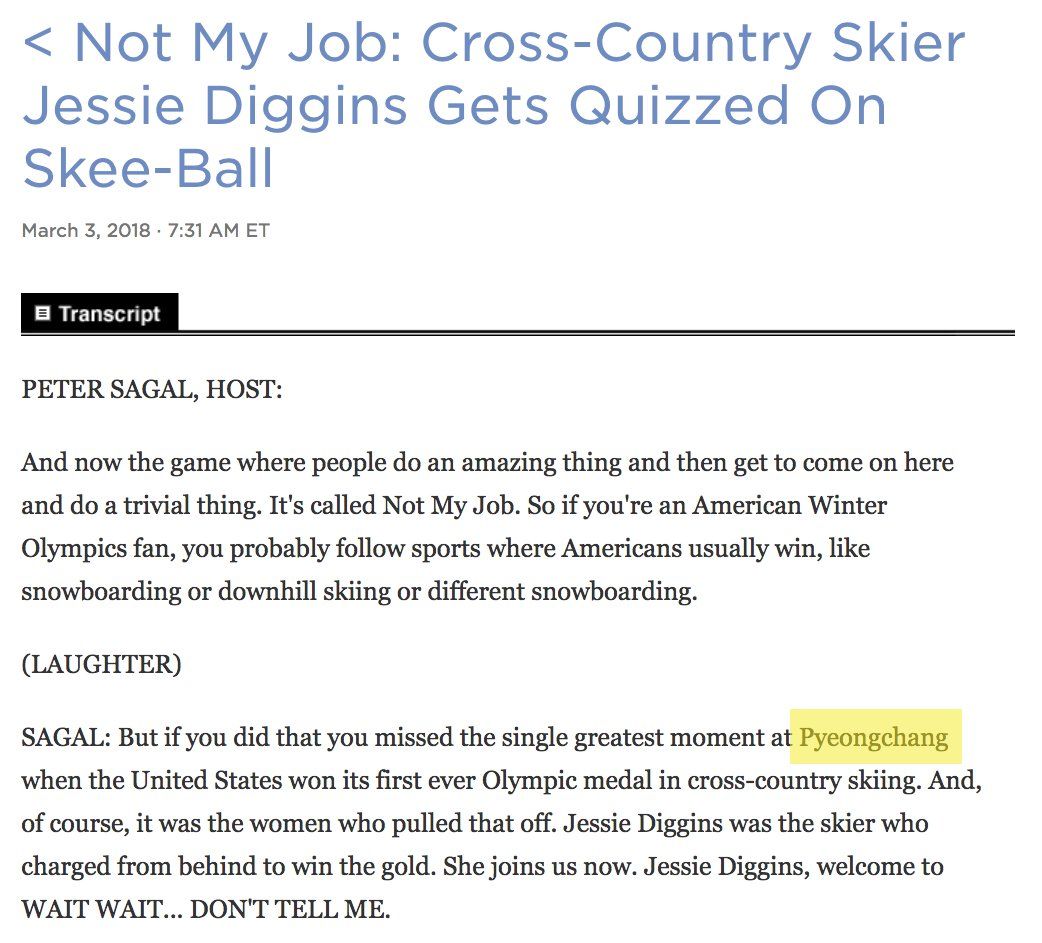 < Not My Job: Cross-Country Skier
Jessie Diggins Gets Quizzed On
Skee-Ball
March 3, 2018 · 7:31 AM ET
Transcript
PETER SAGAL, HOST:
And now the game where people do an amazing thing and then get to come on here
and do a trivial thing. It's called Not My Job. So if you're an American Winter
Olympics fan, you probably follow sports where Americans usually win, like
snowboarding or downhill skiing or different snowboarding.
(LAUGHTER)
SAGAL: But if you did that you missed the single greatest moment at Pyeongchang
when the United States won its first ever Olympic medal in cross-country skiing. And,
of course, it was the women who pulled that off. Jessie Diggins was the skier who
charged from behind to win the gold. She joins us now. Jessie Diggins, welcome to
WAIT WAIT... DON'T TELL ME.